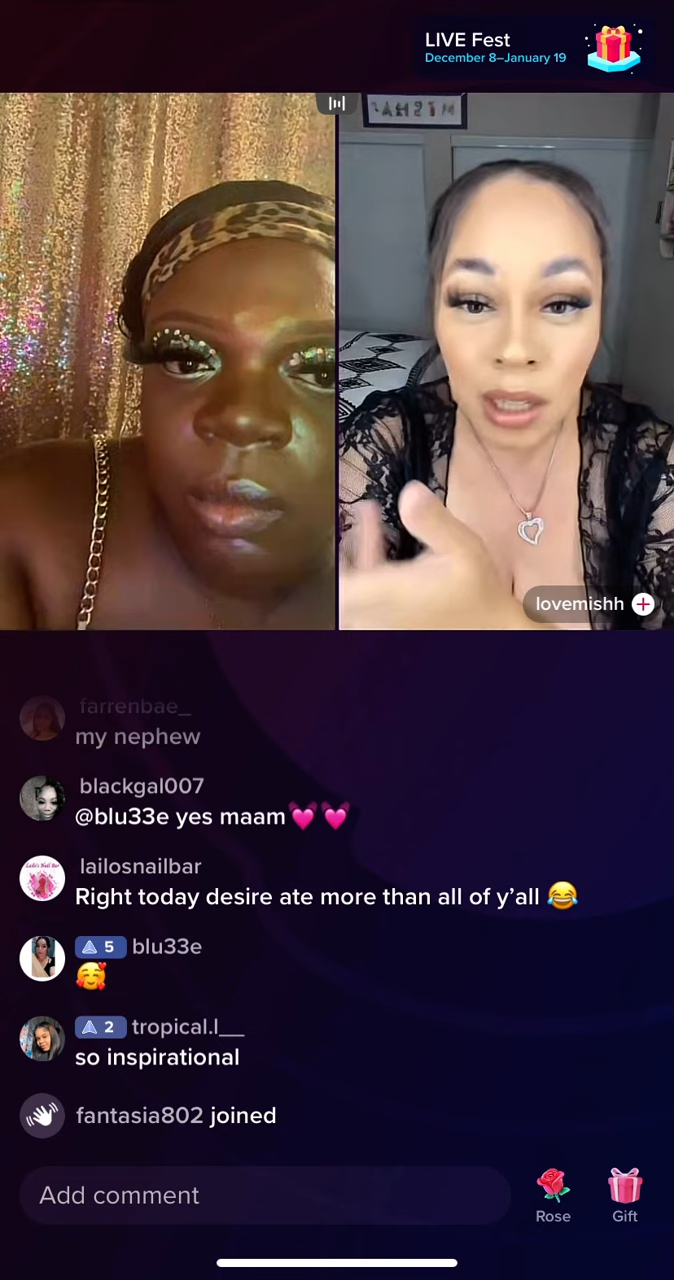 LIVE Fest
December 8–January 19
lovemishh
farrenbae_
my nephew
blackgal007
@blu33e yes maam💓💓
lailosnailbar
Right today desire ate more than all of y’all 😂
5 blu33e
🥰
2 tropical.l__
so inspirational
fantasia802 joined
Add comment
Rose
Gift